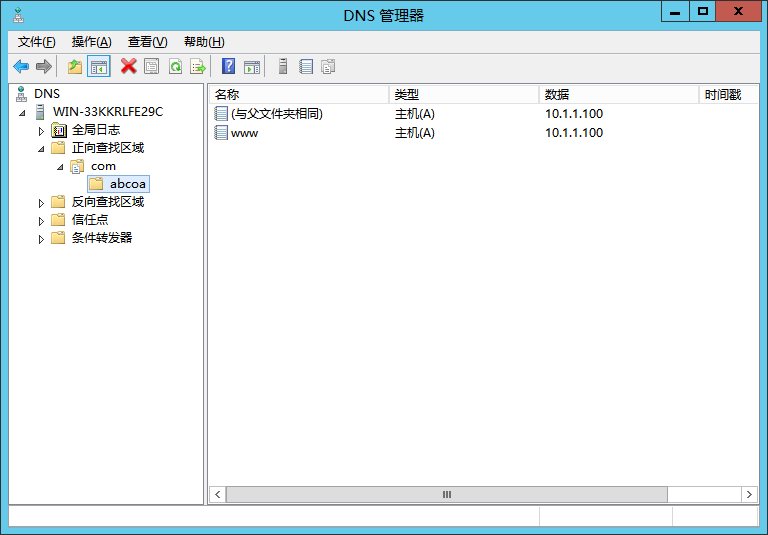 DNS 管理器
文件(F) 操作(A) 查看(V) 帮助(H)
DNS
WIN-33KKRLFE29C
全局日志
正向查找区域
com
abcoa
反向查找区域
信任点
条件转发器
名称 类型 数据 时间戳
(与父文件夹相同) 主机(A) 10.1.1.100
www 主机(A) 10.1.1.100